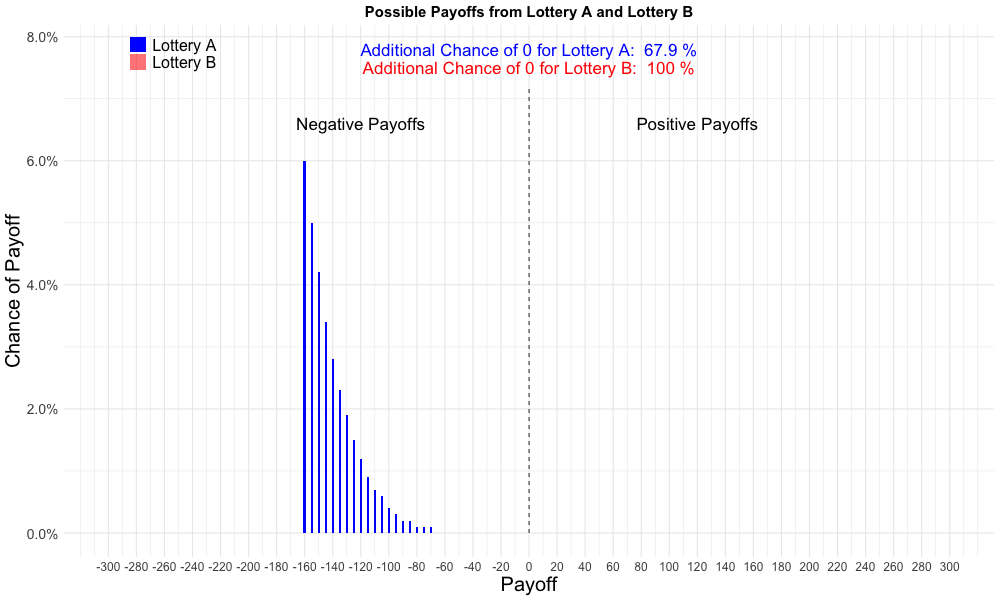 Possible Payoffs from Lottery A and Lottery B
Lottery A
Lottery B
Additional Chance of 0 for Lottery A: 67.9 %
Additional Chance of 0 for Lottery B: 100 %
Negative Payoffs
Positive Payoffs
Chance of Payoff
8.0%
6.0%
4.0%
2.0%
0.0%
-300 -280 -260 -240 -220 -200 -180 -160 -140 -120 -100 -80 -60 -40 -20 0 20 40 60 80 100 120 140 160 180 200 220 240 260 280 300
Payoff